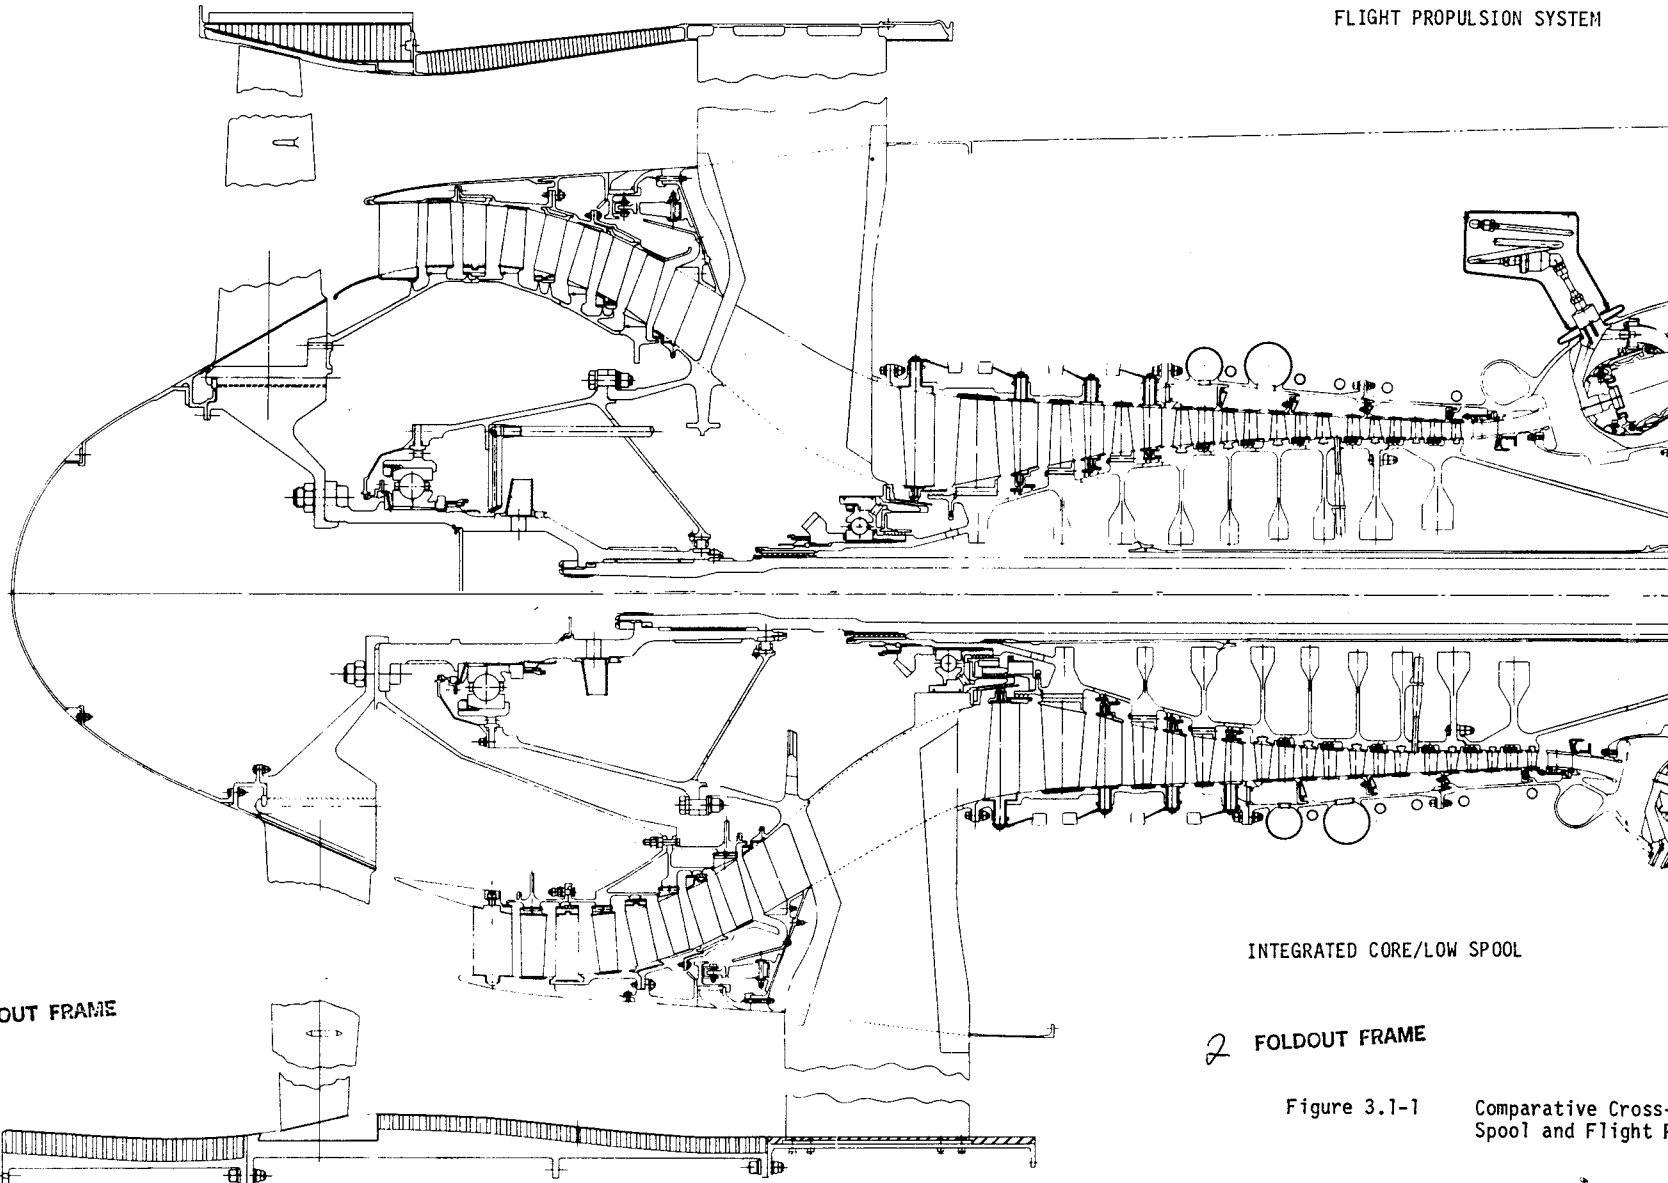 FLIGHT PROPULSION SYSTEM
INTEGRATED CORE/LOW SPOOL
OUT FRAME
2 FOLDOUT FRAME
Figure 3.1-1 Comparative Cross-
Spool and Flight P